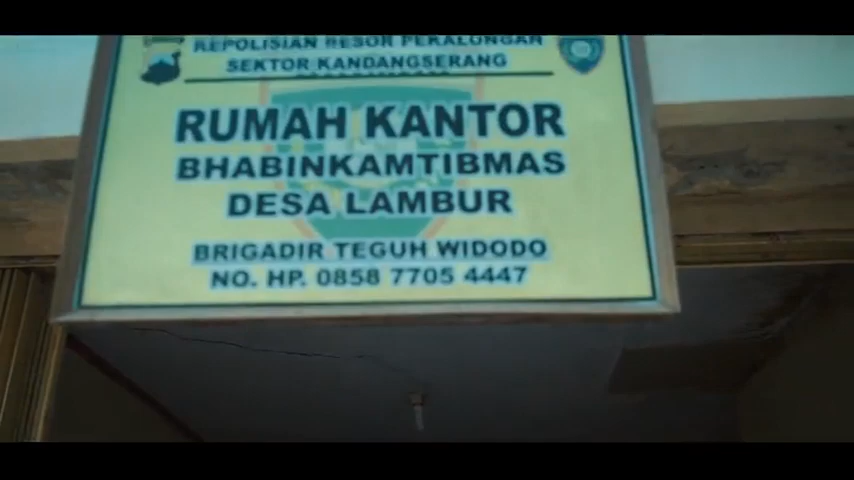 KEPOLISIAN RESOR PEKALONGAN
SEKTOR KANDANGSERANG
RUMAH KANTOR
BHABINKAMTIBMAS
DESA LAMBUR
BRIGADIR TEGUH WIDODO
NO. HP. 0858 7705 4447